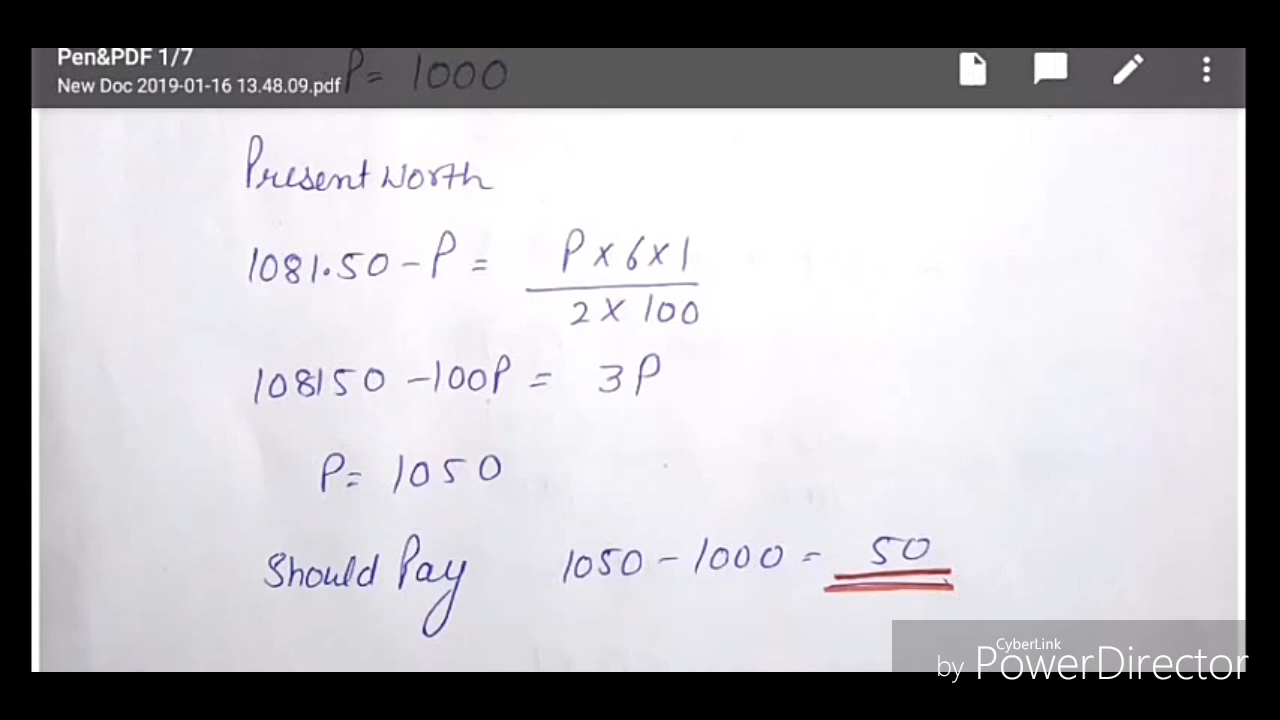 Pen&PDF 1/7
New Doc 2019-01-16 13.48.09.pdf
P= 1000
Present Worth
1081.50 - P = P x 6 x 1
2 x 100
108150 - 100P = 3P
P= 1050
Should Pay 1050 - 1000 = 50
CyberLink
by PowerDirector